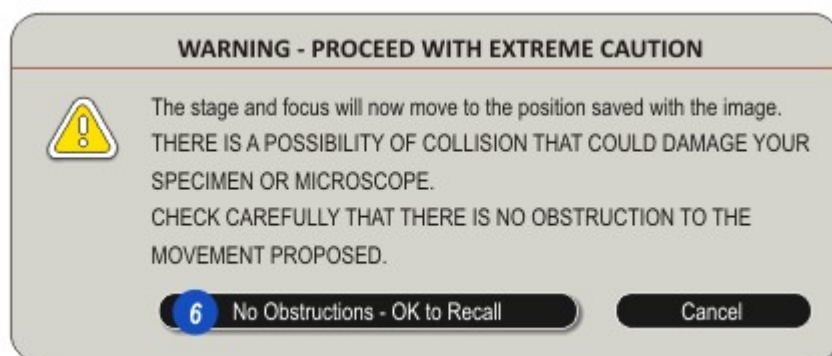 WARNING - PROCEED WITH EXTREME CAUTION
The stage and focus will now move to the position saved with the image.
THERE IS A POSSIBILITY OF COLLISION THAT COULD DAMAGE YOUR
SPECIMEN OR MICROSCOPE.
CHECK CAREFULLY THAT THERE IS NO OBSTRUCTION TO THE
MOVEMENT PROPOSED.
6 No Obstructions - OK to Recall Cancel